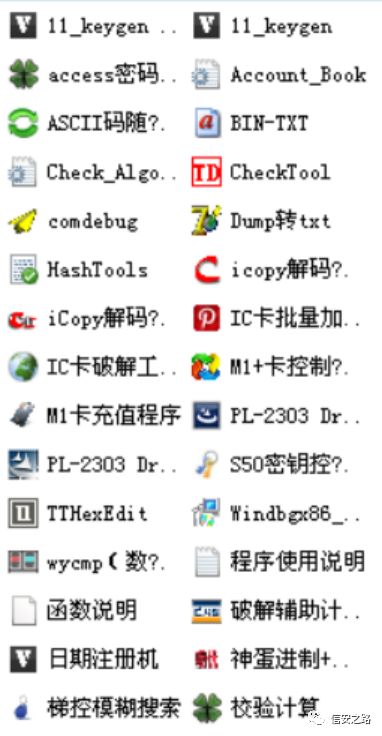 11_keygen ..
11_keygen
access密码..
Account_Book
ASCII码随?.
BIN-TXT
Check_Algo..
CheckTool
comdebug
Dump转txt
HashTools
icopy解码?.
iCopy解码?.
IC卡批量加..
IC卡破解工..
M1+卡控制?.
M1卡充值程序
PL-2303 Dr..
PL-2303 Dr..
S50密钥控?.
TTHexEdit
Windbgx86_..
wycmp(数?.
程序使用说明
函数说明
破解辅助计..
日期注册机
神蛋进制+..
梯控模糊搜索
校验计算
信安之路